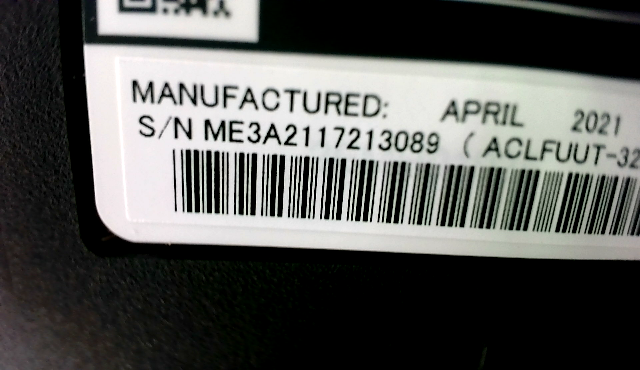 MANUFACTURED: APRIL 2021
S/N ME3A2117213089 ( ACLFUUT-32